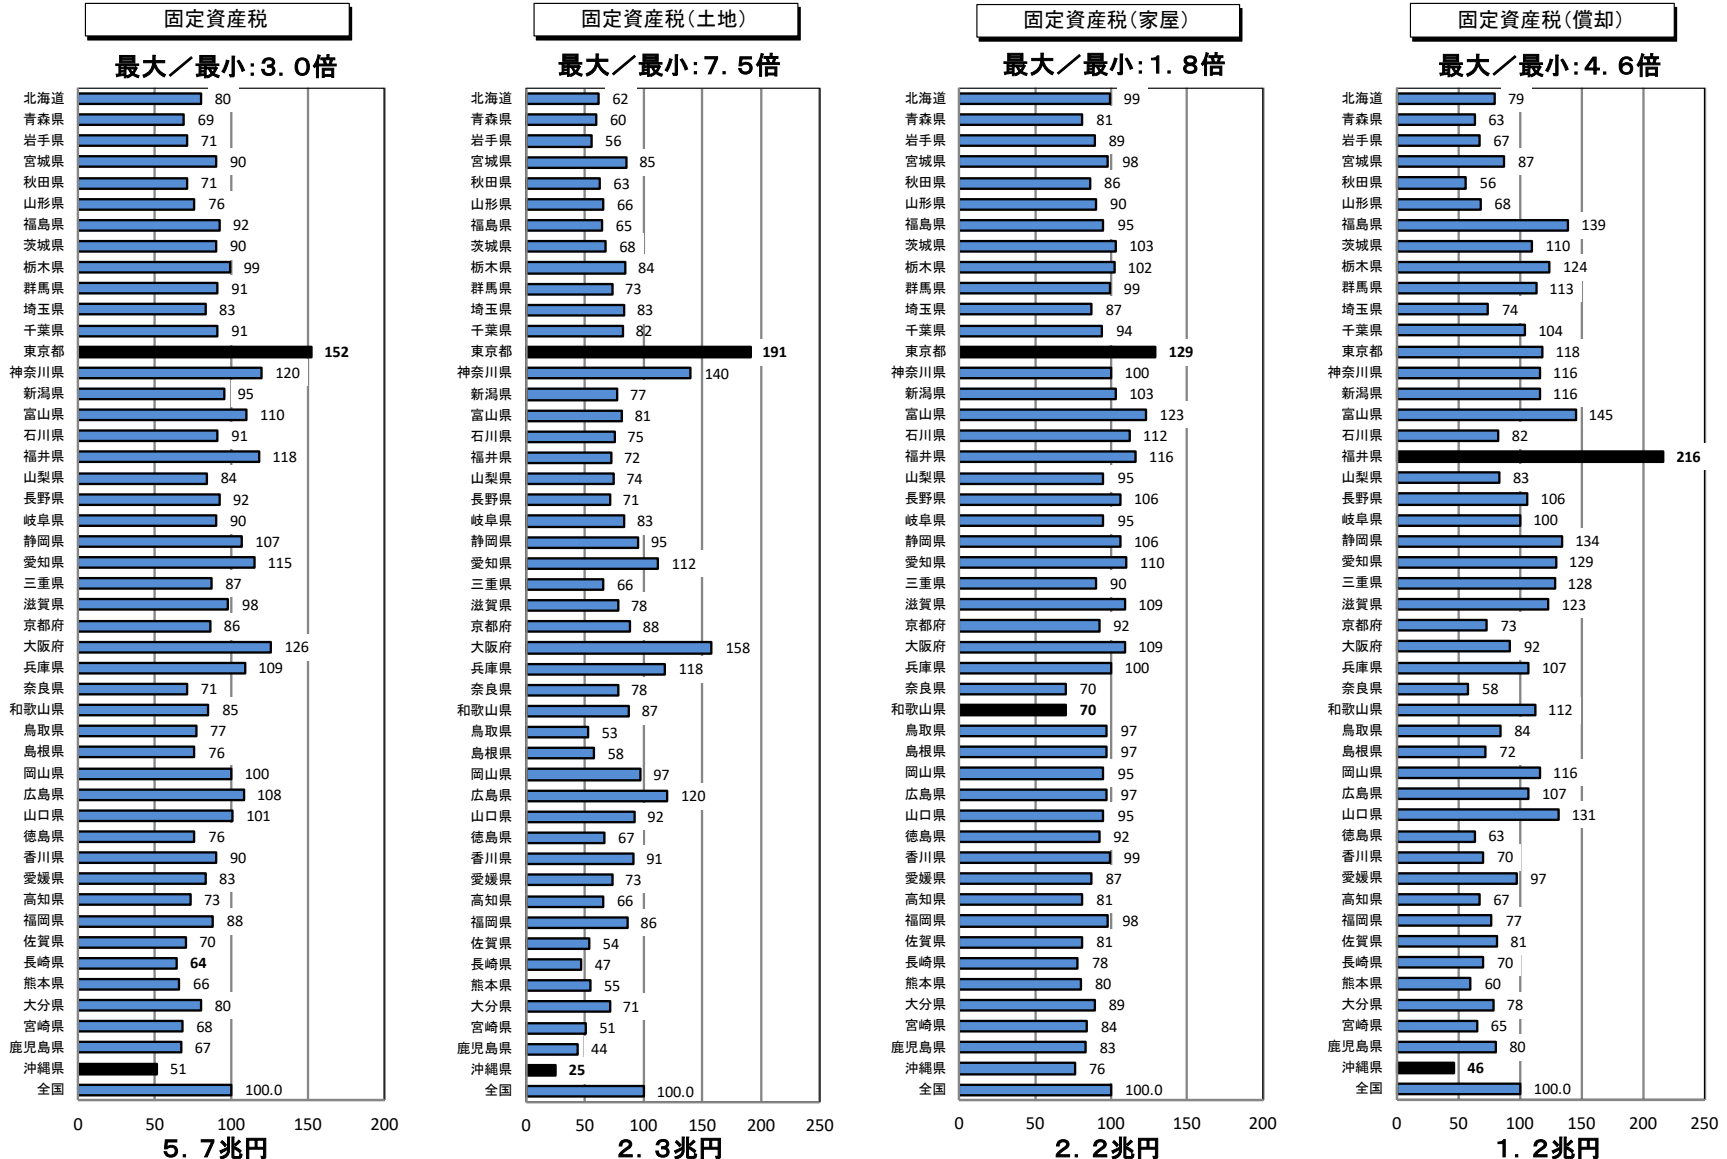 固定資産税
最大／最小：３．０倍
北海道 80
青森県 69
岩手県 71
宮城県 90
秋田県 71
山形県 76
福島県 92
茨城県 90
栃木県 99
群馬県 91
埼玉県 83
千葉県 91
東京都 152
神奈川県 120
新潟県 95
富山県 110
石川県 91
福井県 118
山梨県 84
長野県 92
岐阜県 90
静岡県 107
愛知県 115
三重県 87
滋賀県 98
京都府 86
大阪府 126
兵庫県 109
奈良県 71
和歌山県 85
鳥取県 77
島根県 76
岡山県 100
広島県 108
山口県 101
徳島県 76
香川県 90
愛媛県 83
高知県 73
福岡県 88
佐賀県 70
長崎県 64
熊本県 66
大分県 80
宮崎県 68
鹿児島県 67
沖縄県 51
全国 100.0
0 50 100 150 200
５．７兆円
固定資産税（土地）
最大／最小：７．５倍
北海道 62
青森県 60
岩手県 56
宮城県 85
秋田県 63
山形県 66
福島県 65
茨城県 68
栃木県 84
群馬県 73
埼玉県 83
千葉県 82
東京都 191
神奈川県 140
新潟県 77
富山県 81
石川県 75
福井県 72
山梨県 74
長野県 71
岐阜県 83
静岡県 95
愛知県 112
三重県 66
滋賀県 78
京都府 88
大阪府 158
兵庫県 118
奈良県 78
和歌山県 87
鳥取県 53
島根県 58
岡山県 97
広島県 120
山口県 92
徳島県 67
香川県 91
愛媛県 73
高知県 66
福岡県 86
佐賀県 54
長崎県 47
熊本県 55
大分県 71
宮崎県 51
鹿児島県 44
沖縄県 25
全国 100.0
0 50 100 150 200 250
２．３兆円
固定資産税（家屋）
最大／最小：１．８倍
北海道 99
青森県 81
岩手県 89
宮城県 98
秋田県 86
山形県 90
福島県 95
茨城県 103
栃木県 102
群馬県 99
埼玉県 87
千葉県 94
東京都 129
神奈川県 100
新潟県 103
富山県 123
石川県 112
福井県 116
山梨県 95
長野県 106
岐阜県 95
静岡県 106
愛知県 110
三重県 90
滋賀県 109
京都府 92
大阪府 109
兵庫県 100
奈良県 70
和歌山県 70
鳥取県 97
島根県 97
岡山県 95
広島県 97
山口県 95
徳島県 92
香川県 99
愛媛県 87
高知県 81
福岡県 98
佐賀県 81
長崎県 78
熊本県 80
大分県 89
宮崎県 84
鹿児島県 83
沖縄県 76
全国 100.0
0 50 100 150 200
２．２兆円
固定資産税（償却）
最大／最小：４．６倍
北海道 79
青森県 63
岩手県 67
宮城県 87
秋田県 56
山形県 68
福島県 139
茨城県 110
栃木県 124
群馬県 113
埼玉県 74
千葉県 104
東京都 118
神奈川県 116
新潟県 116
富山県 145
石川県 82
福井県 216
山梨県 83
長野県 106
岐阜県 100
静岡県 134
愛知県 129
三重県 128
滋賀県 123
京都府 73
大阪府 92
兵庫県 107
奈良県 58
和歌山県 112
鳥取県 84
島根県 72
岡山県 116
広島県 107
山口県 131
徳島県 63
香川県 70
愛媛県 97
高知県 67
福岡県 77
佐賀県 81
長崎県 70
熊本県 60
大分県 78
宮崎県 65
鹿児島県 80
沖縄県 46
全国 100.0
0 50 100 150 200 250
１．２兆円